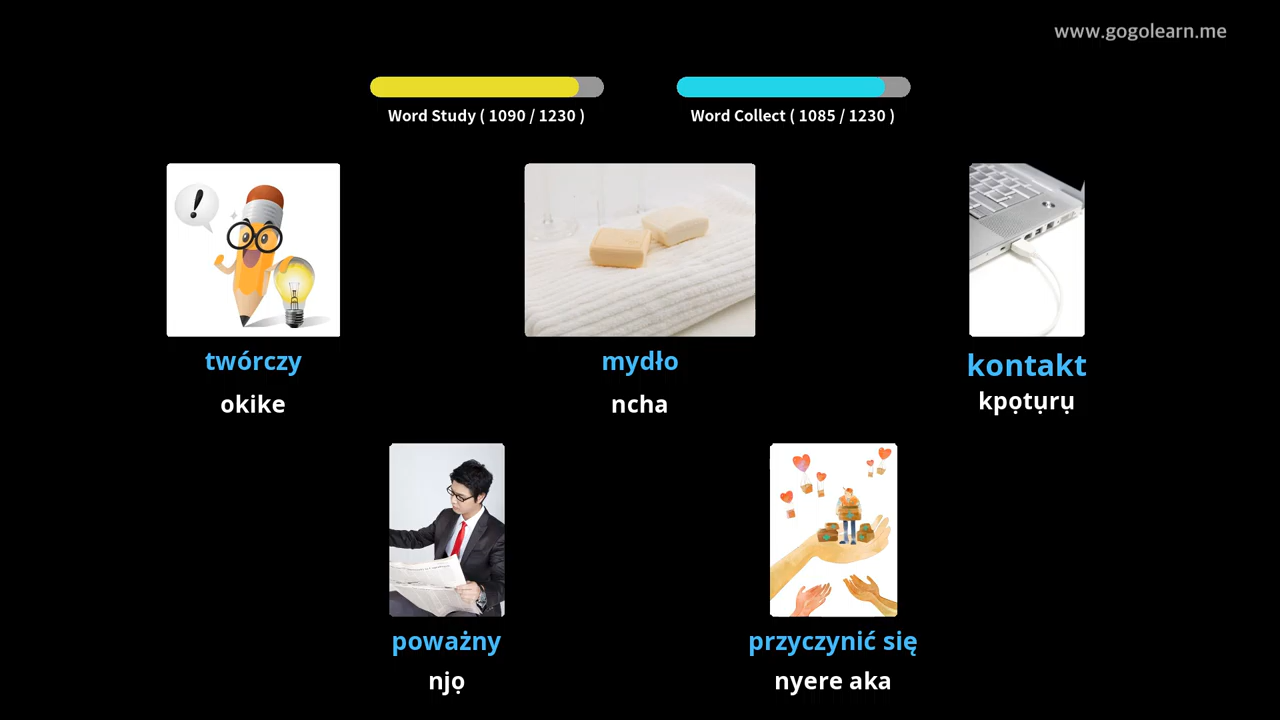 www.gogolearn.me
Word Study ( 1090 / 1230 )
Word Collect ( 1085 / 1230 )
twórczy
okike
mydło
ncha
kontakt
kpọtụrụ
poważny
njọ
przyczynić się
nyere aka